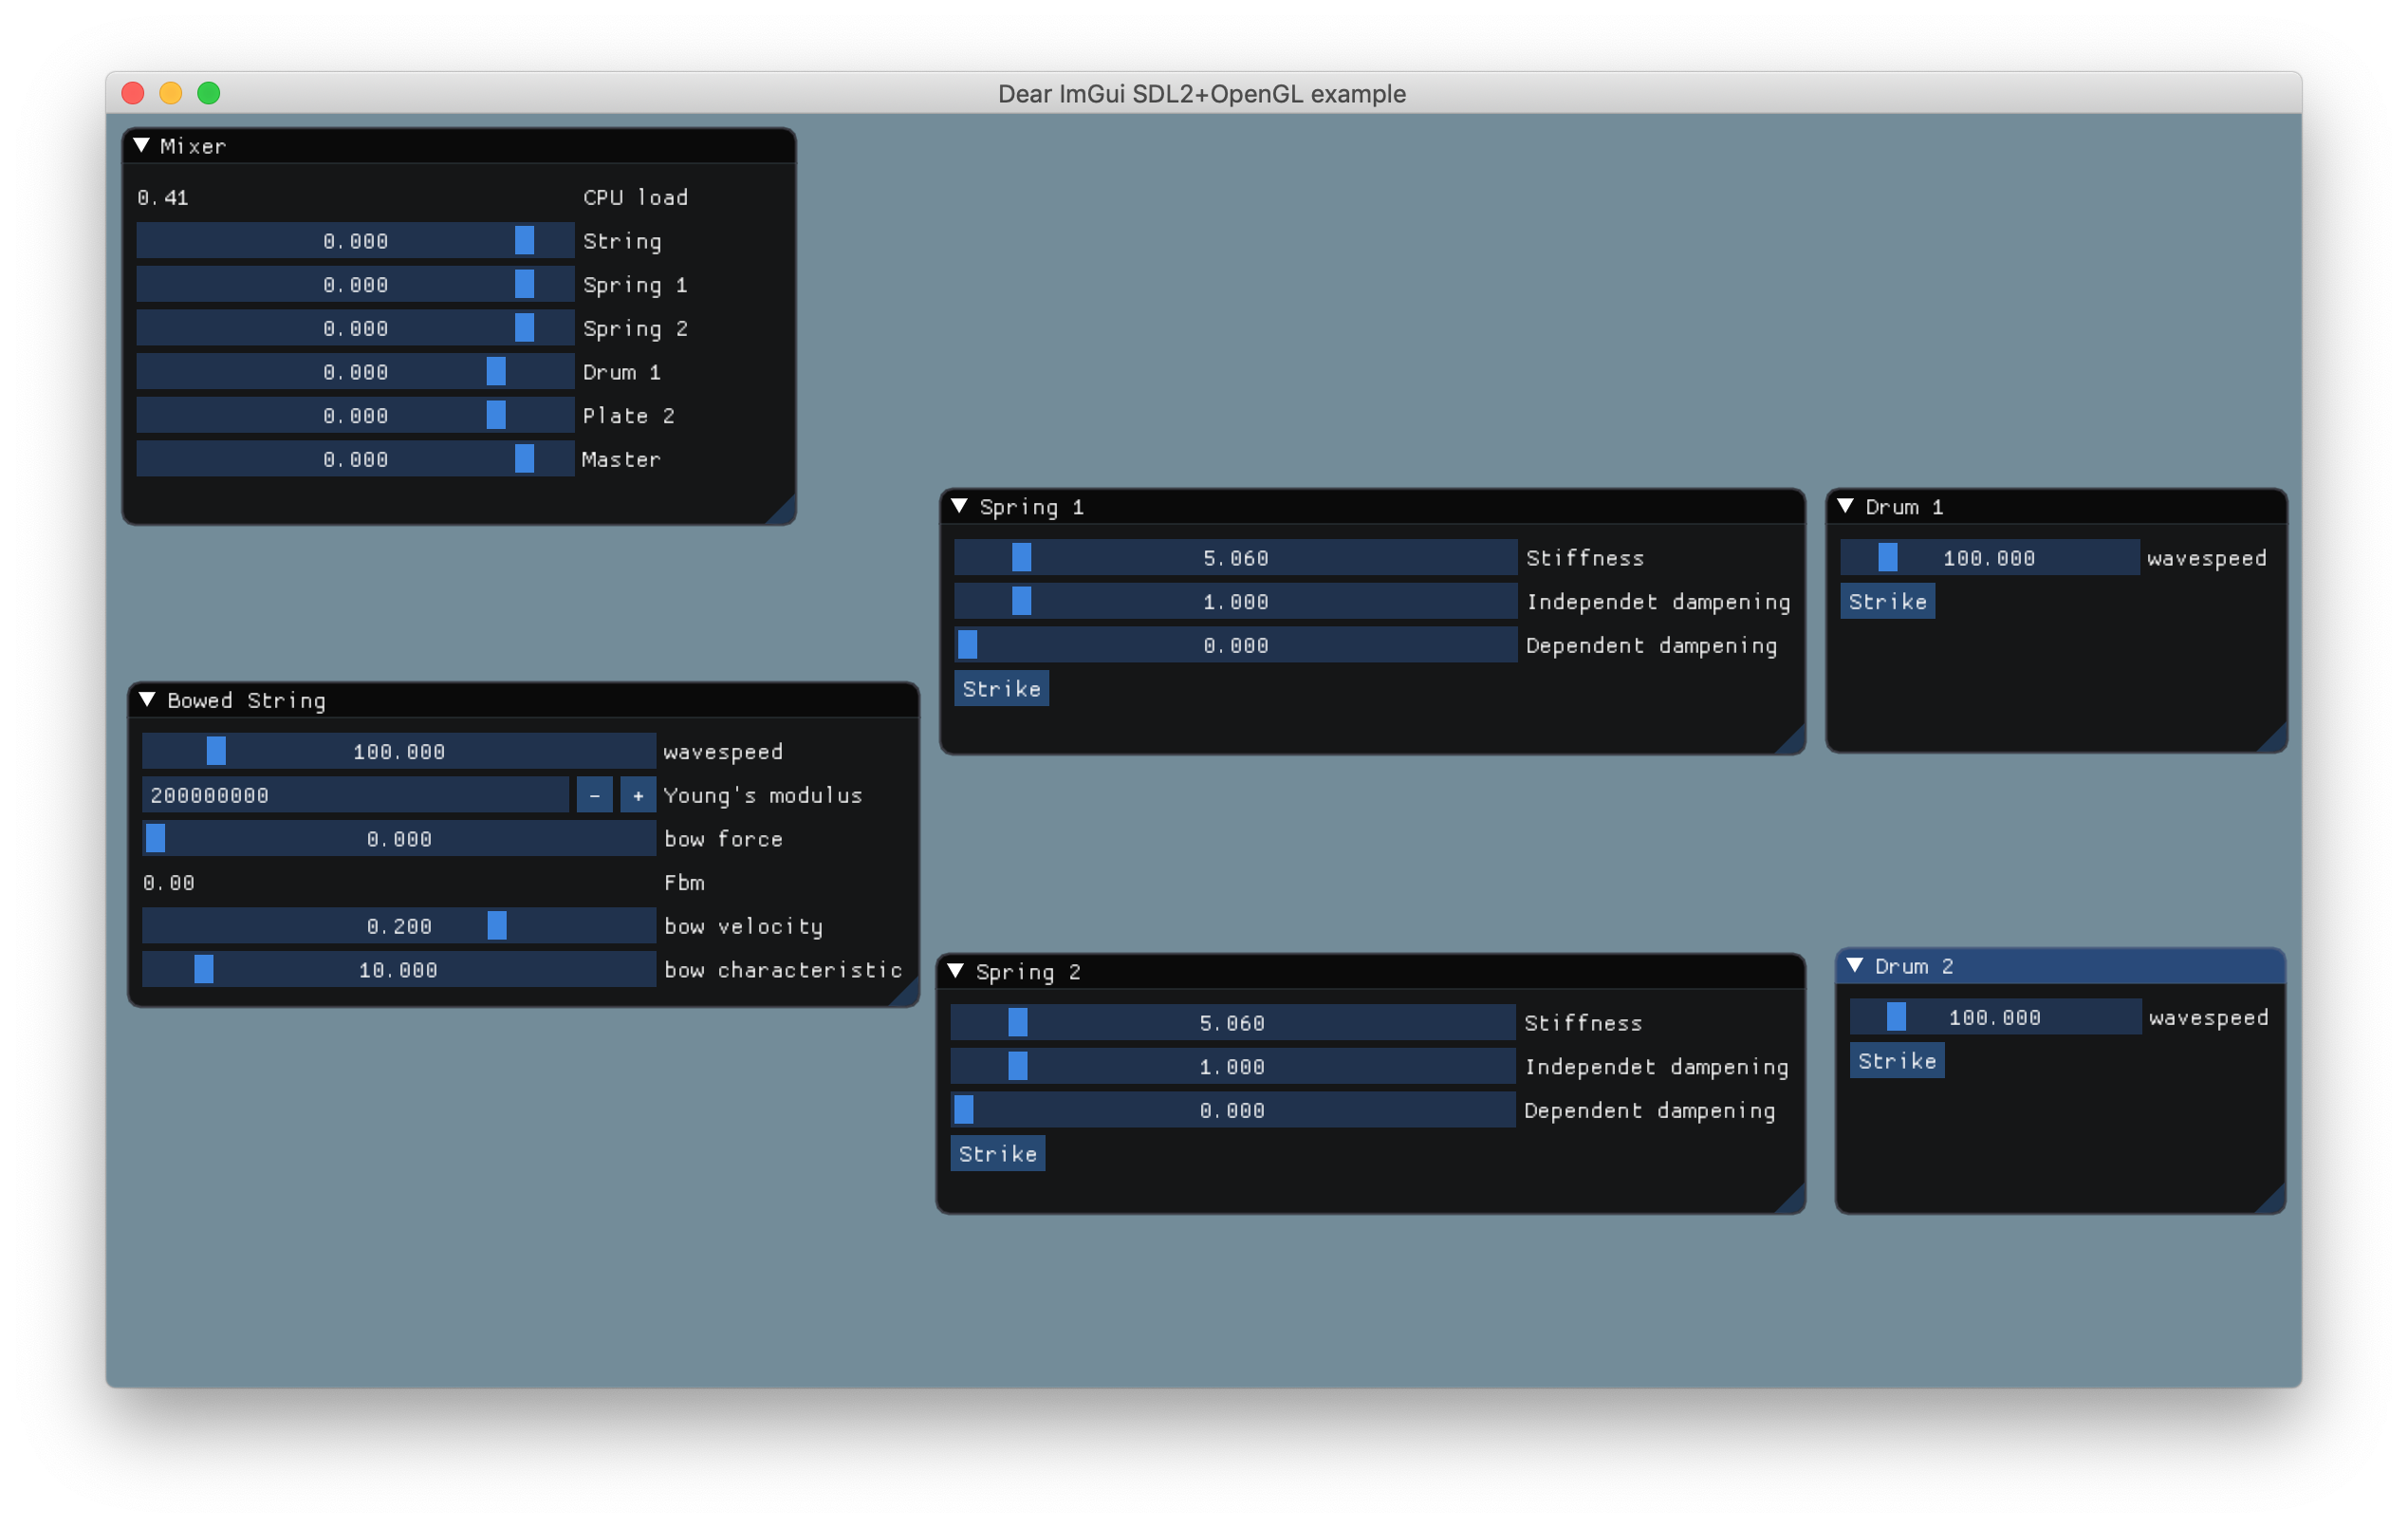 Dear ImGui SDL2+OpenGL example
Mixer
0.41 CPU load
0.000 String
0.000 Spring 1
0.000 Spring 2
0.000 Drum 1
0.000 Plate 2
0.000 Master
Bowed String
100.000 wavespeed
200000000 - + Young's modulus
0.000 bow force
0.00 Fbm
0.200 bow velocity
10.000 bow characteristic
Spring 1
5.060 Stiffness
1.000 Independet dampening
0.000 Dependent dampening
Strike
Drum 1
100.000 wavespeed
Strike
Spring 2
5.060 Stiffness
1.000 Independet dampening
0.000 Dependent dampening
Strike
Drum 2
100.000 wavespeed
Strike